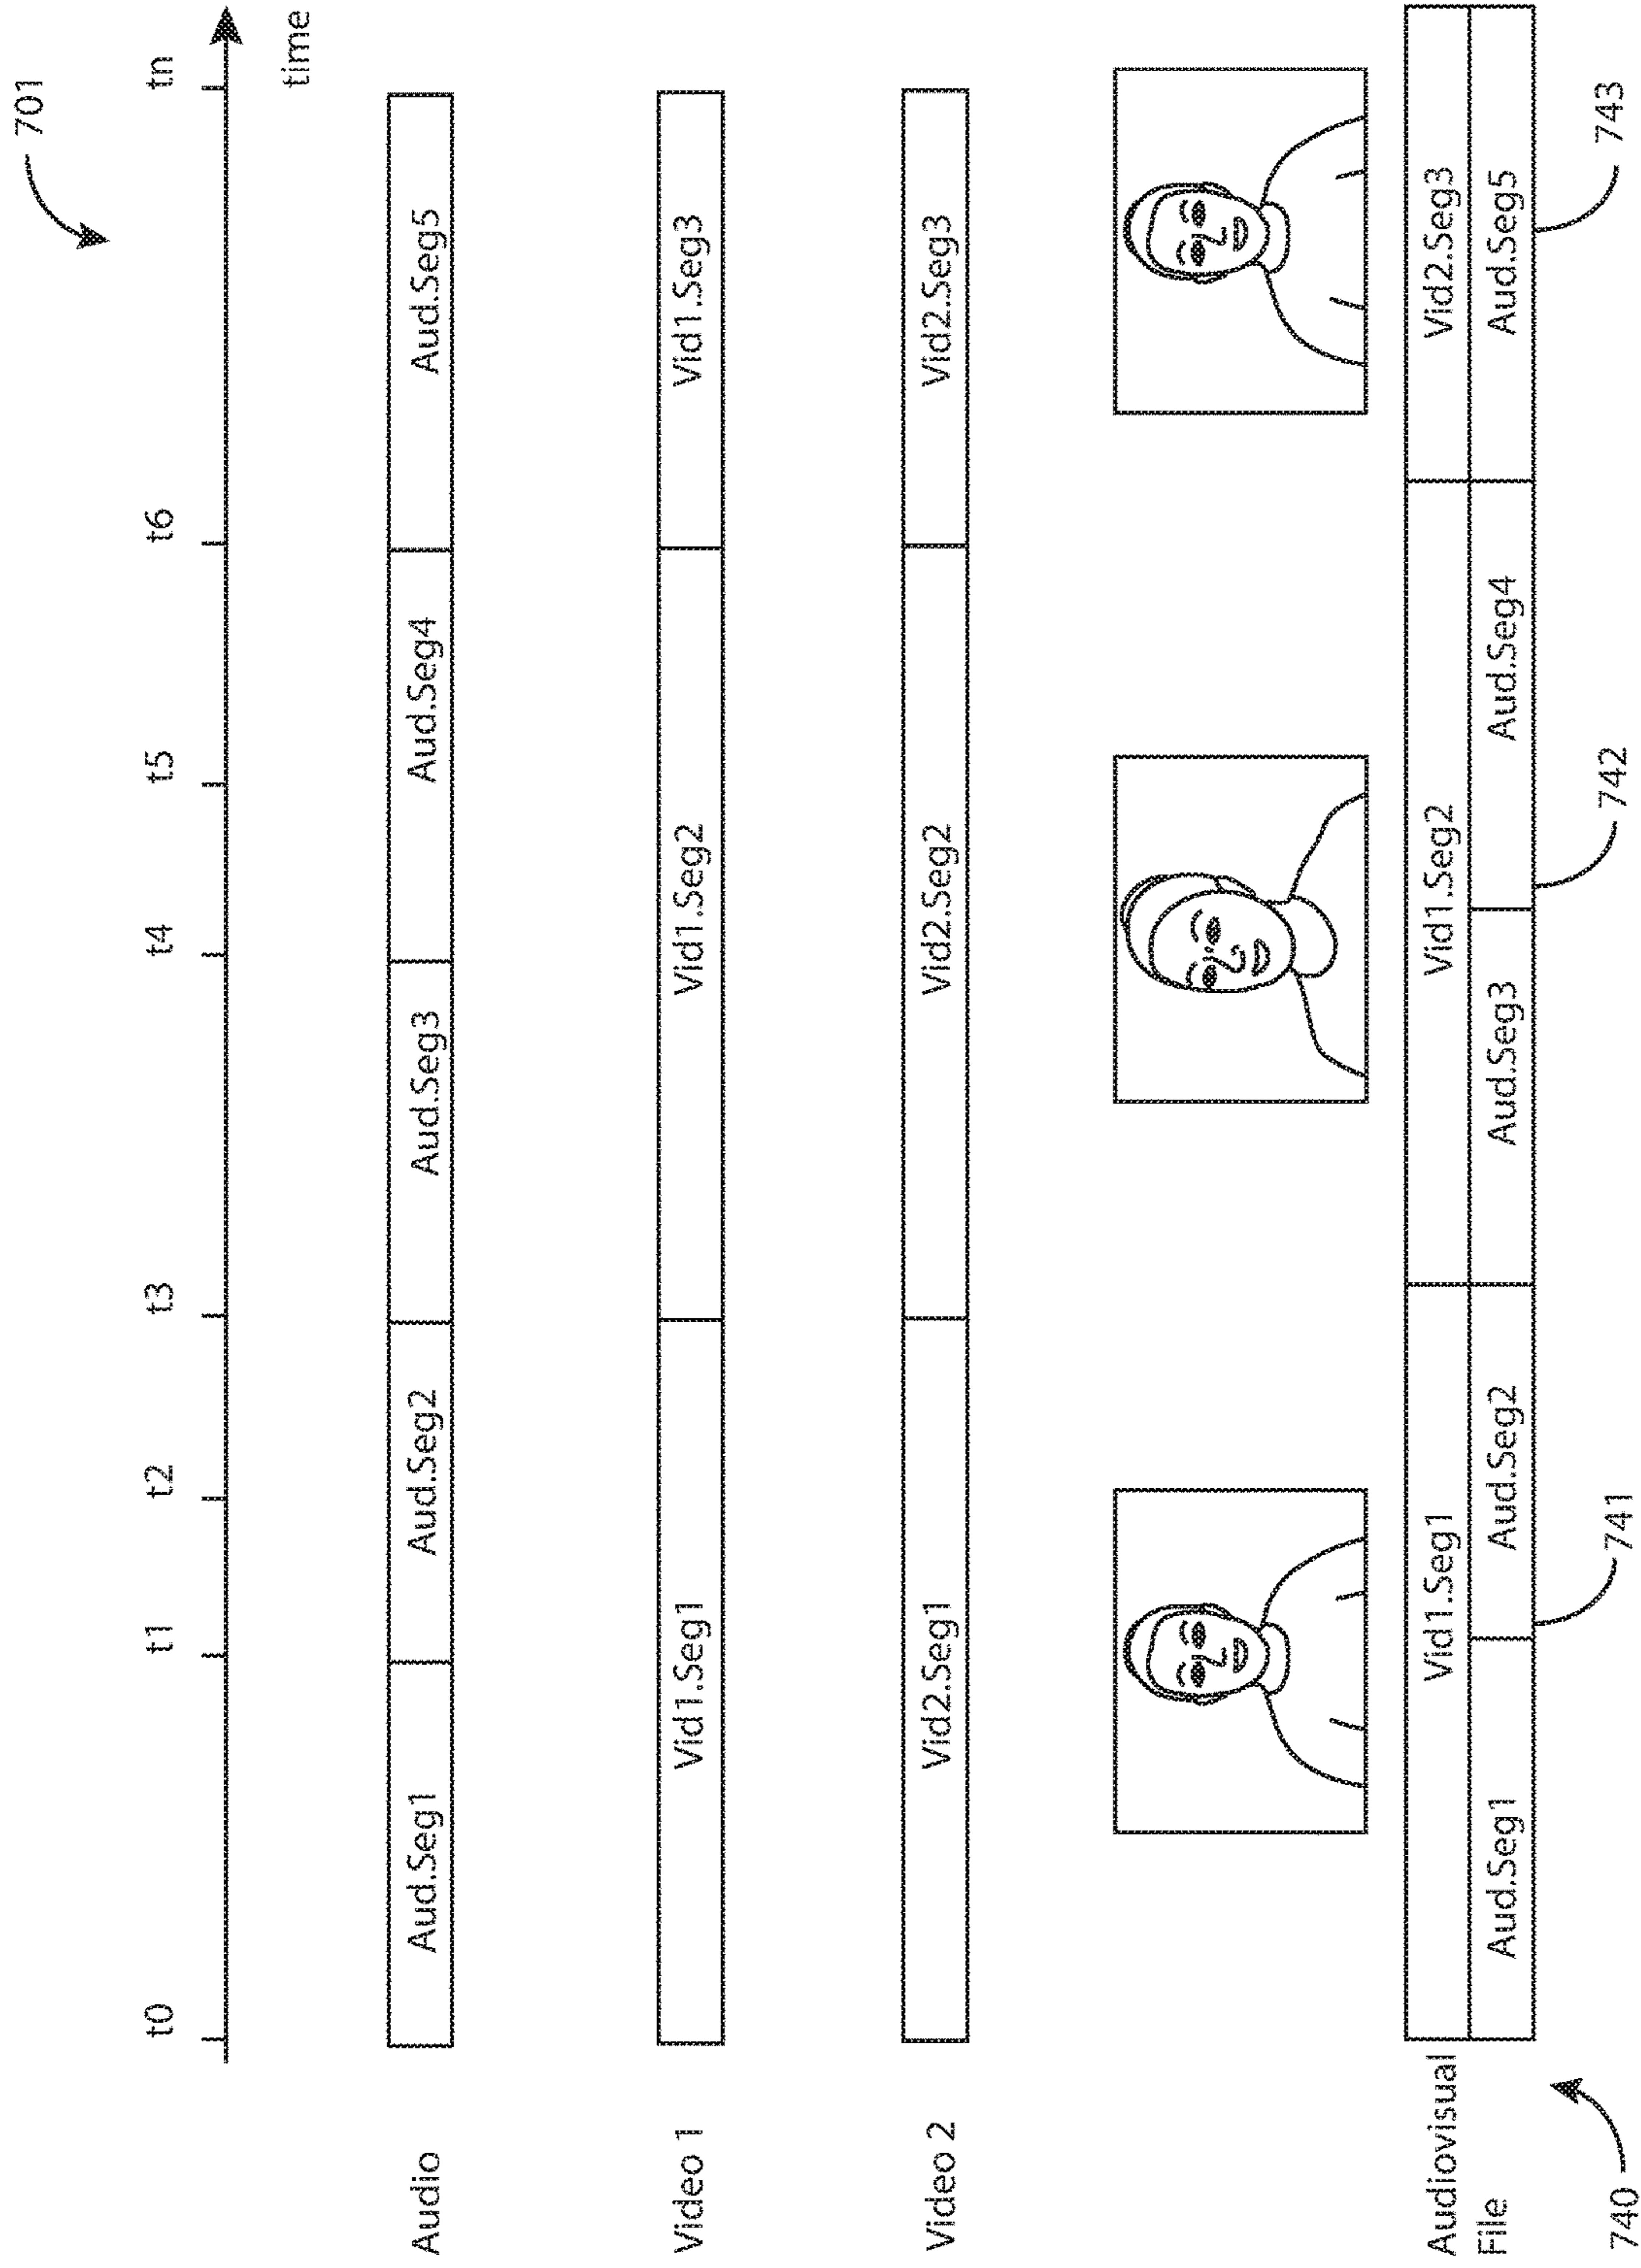 701
t0 t1 t2 t3 t4 t5 t6 tn
time
Audio Aud.Seg1 Aud.Seg2 Aud.Seg3 Aud.Seg4 Aud.Seg5
Video 1 Vid1.Seg1 Vid1.Seg2 Vid1.Seg3
Video 2 Vid2.Seg1 Vid2.Seg2 Vid2.Seg3
Audiovisual Vid1.Seg1 Vid1.Seg2 Vid2.Seg3
File Aud.Seg1 Aud.Seg2 Aud.Seg3 Aud.Seg4 Aud.Seg5
740 741 742 743